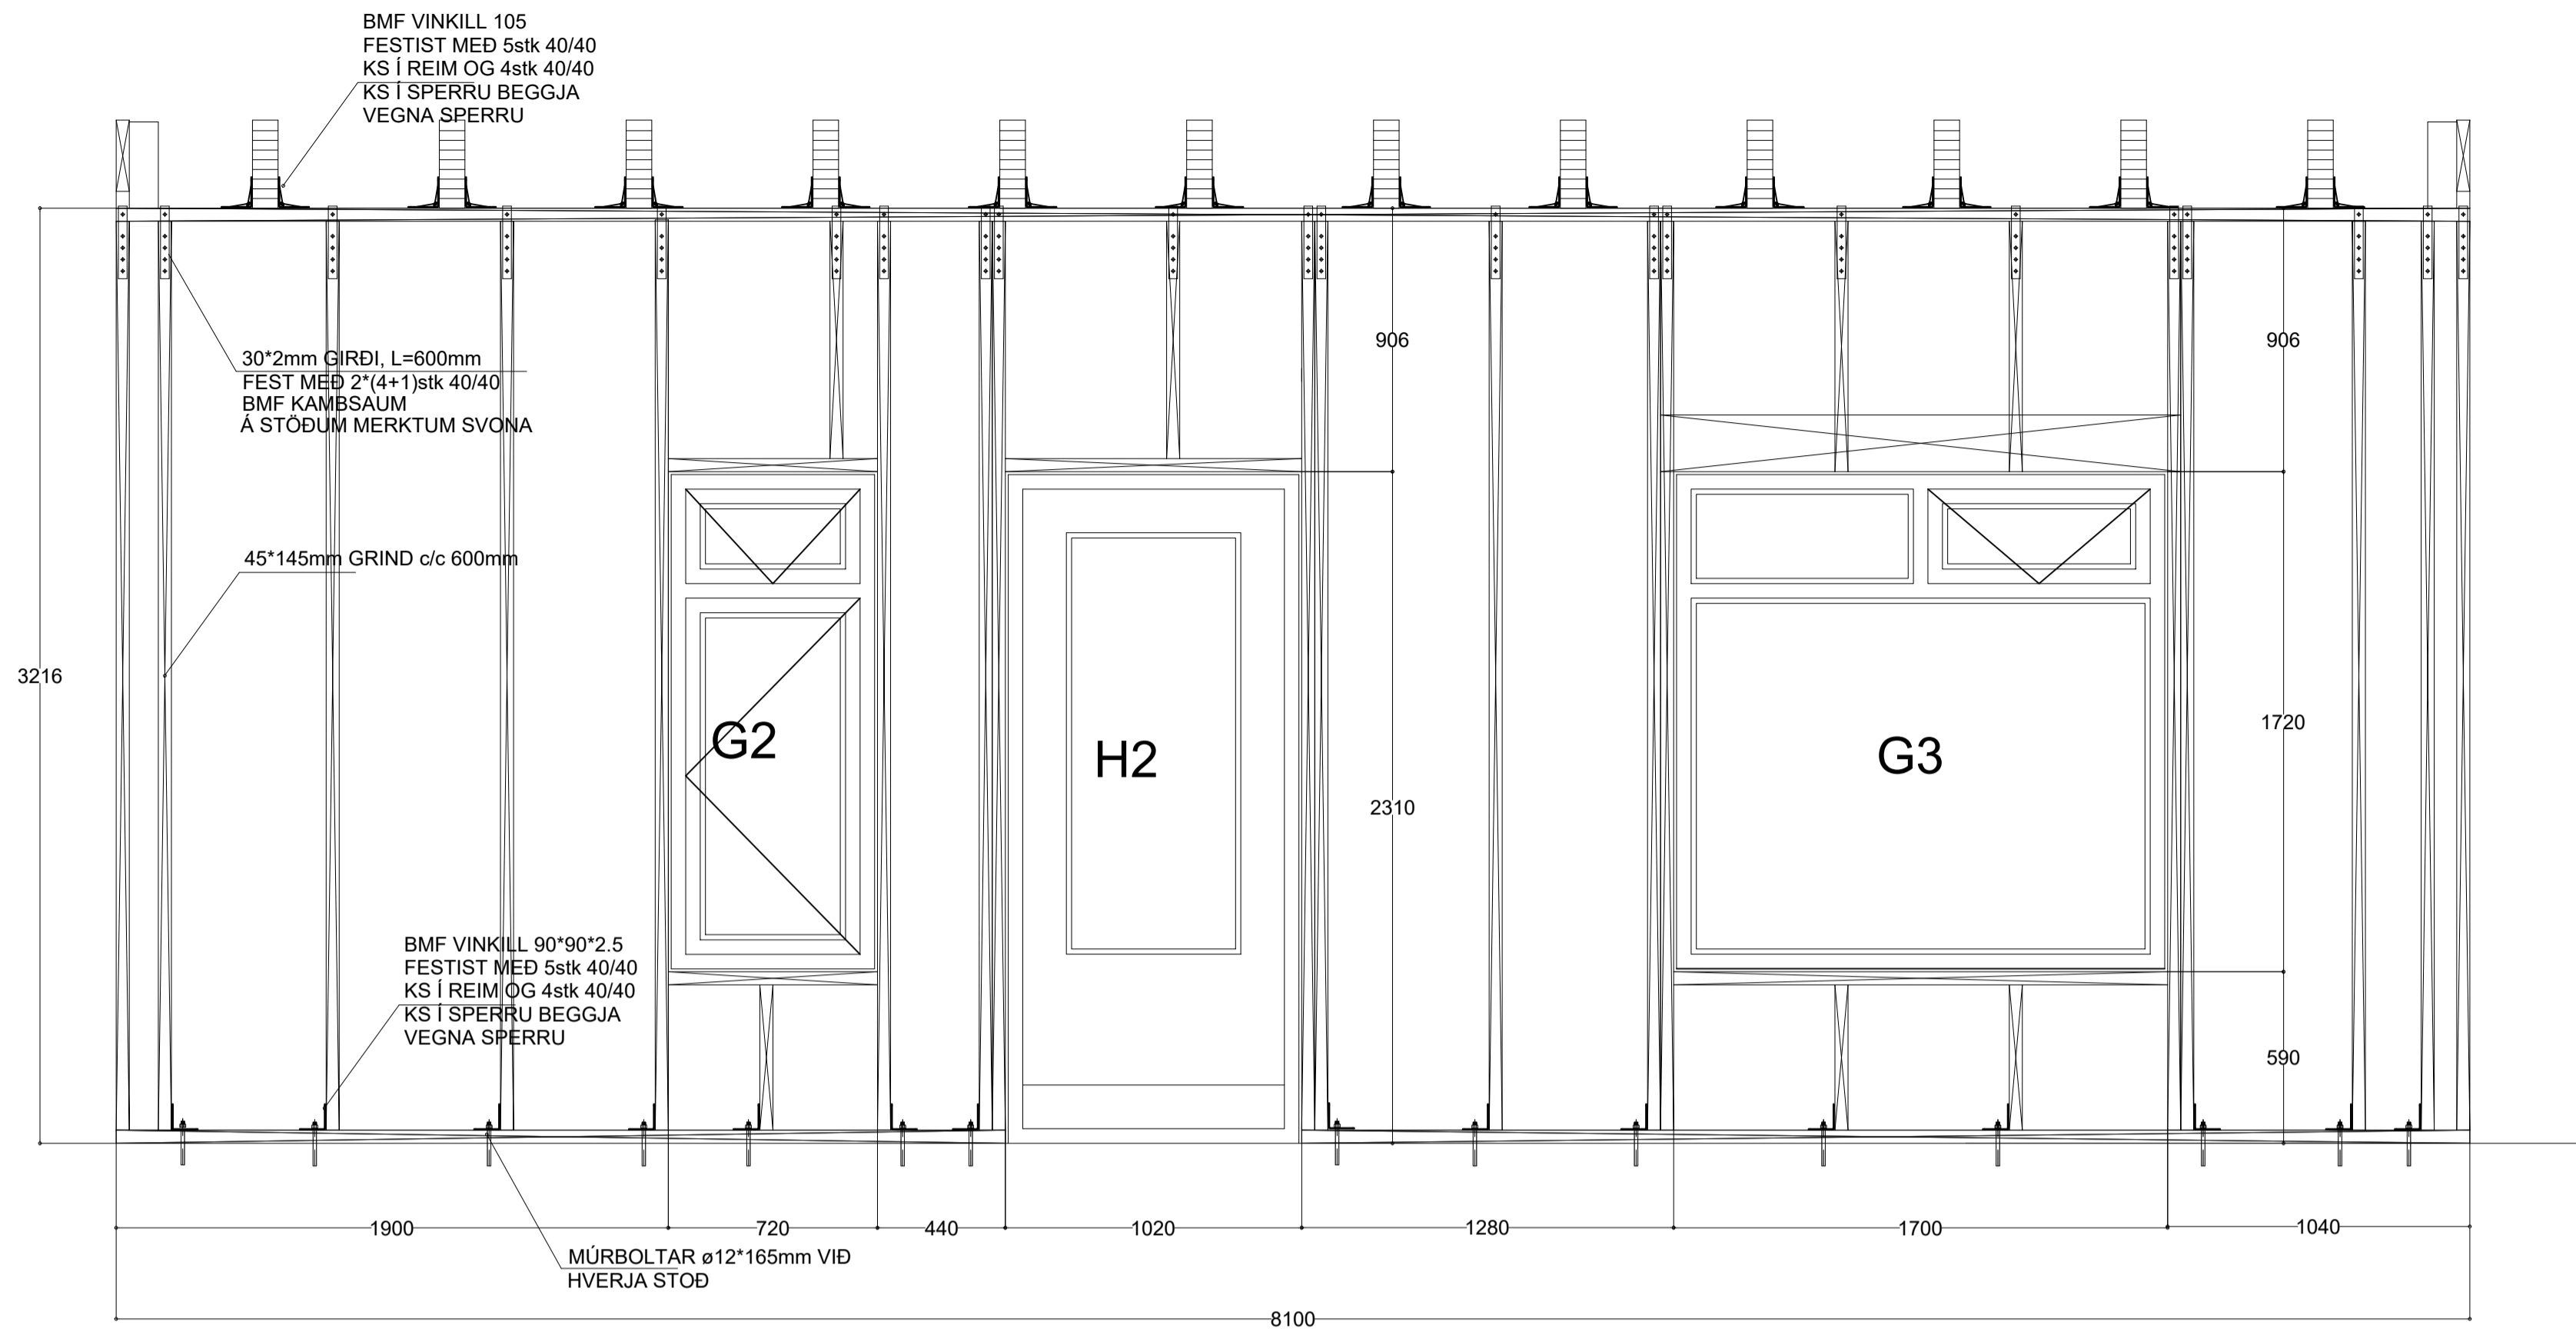 BMF VINKILL 105
FESTIST MEÐ 5stk 40/40
KS Í REIM OG 4stk 40/40
KS Í SPERRU BEGGJA
VEGNA SPERRU
30*2mm GIRÐI, L=600mm
FEST MEÐ 2*(4+1)stk 40/40
BMF KAMBSAUM
Á STÖÐUM MERKTUM SVONA
906
906
45*145mm GRIND c/c 600mm
3216
G2
H2
G3
1720
2310
BMF VINKILL 90*90*2.5
FESTIST MEÐ 5stk 40/40
KS Í REIM OG 4stk 40/40
KS Í SPERRU BEGGJA
VEGNA SPERRU
590
1900
720
440
1020
1280
1700
1040
MÚRBOLTAR ø12*165mm VIÐ
HVERJA STOÐ
8100